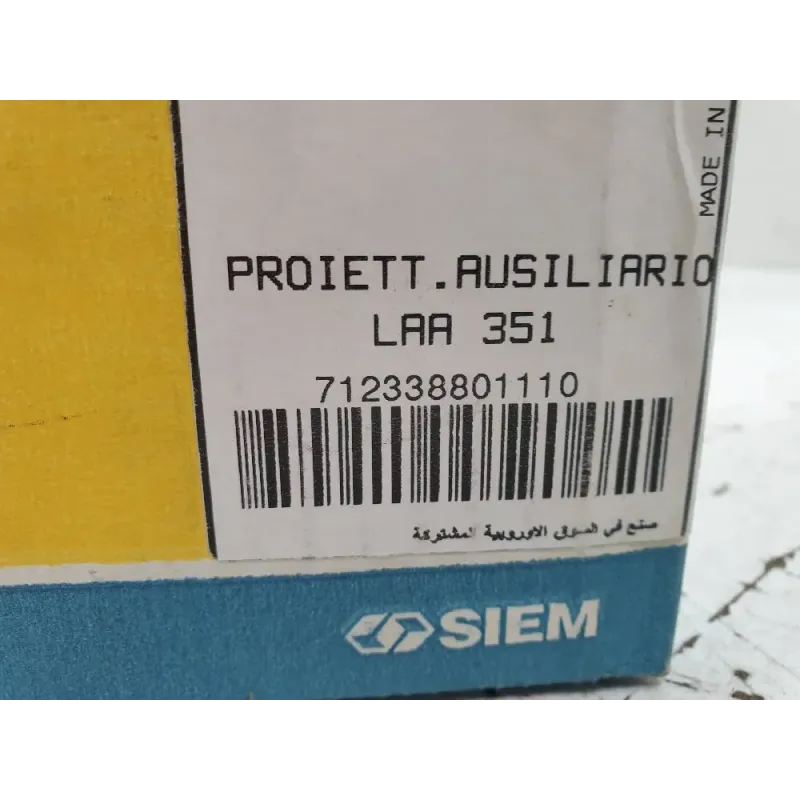 MADE IN
PROIETT.AUSILIARIO
LAA 351
712338801110
صنع في السوق الاوروبية المشتركة
SIEM